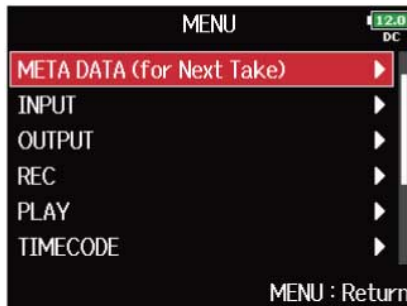 MENU
12.0
DC
META DATA (for Next Take)
INPUT
OUTPUT
REC
PLAY
TIMECODE
MENU : Return